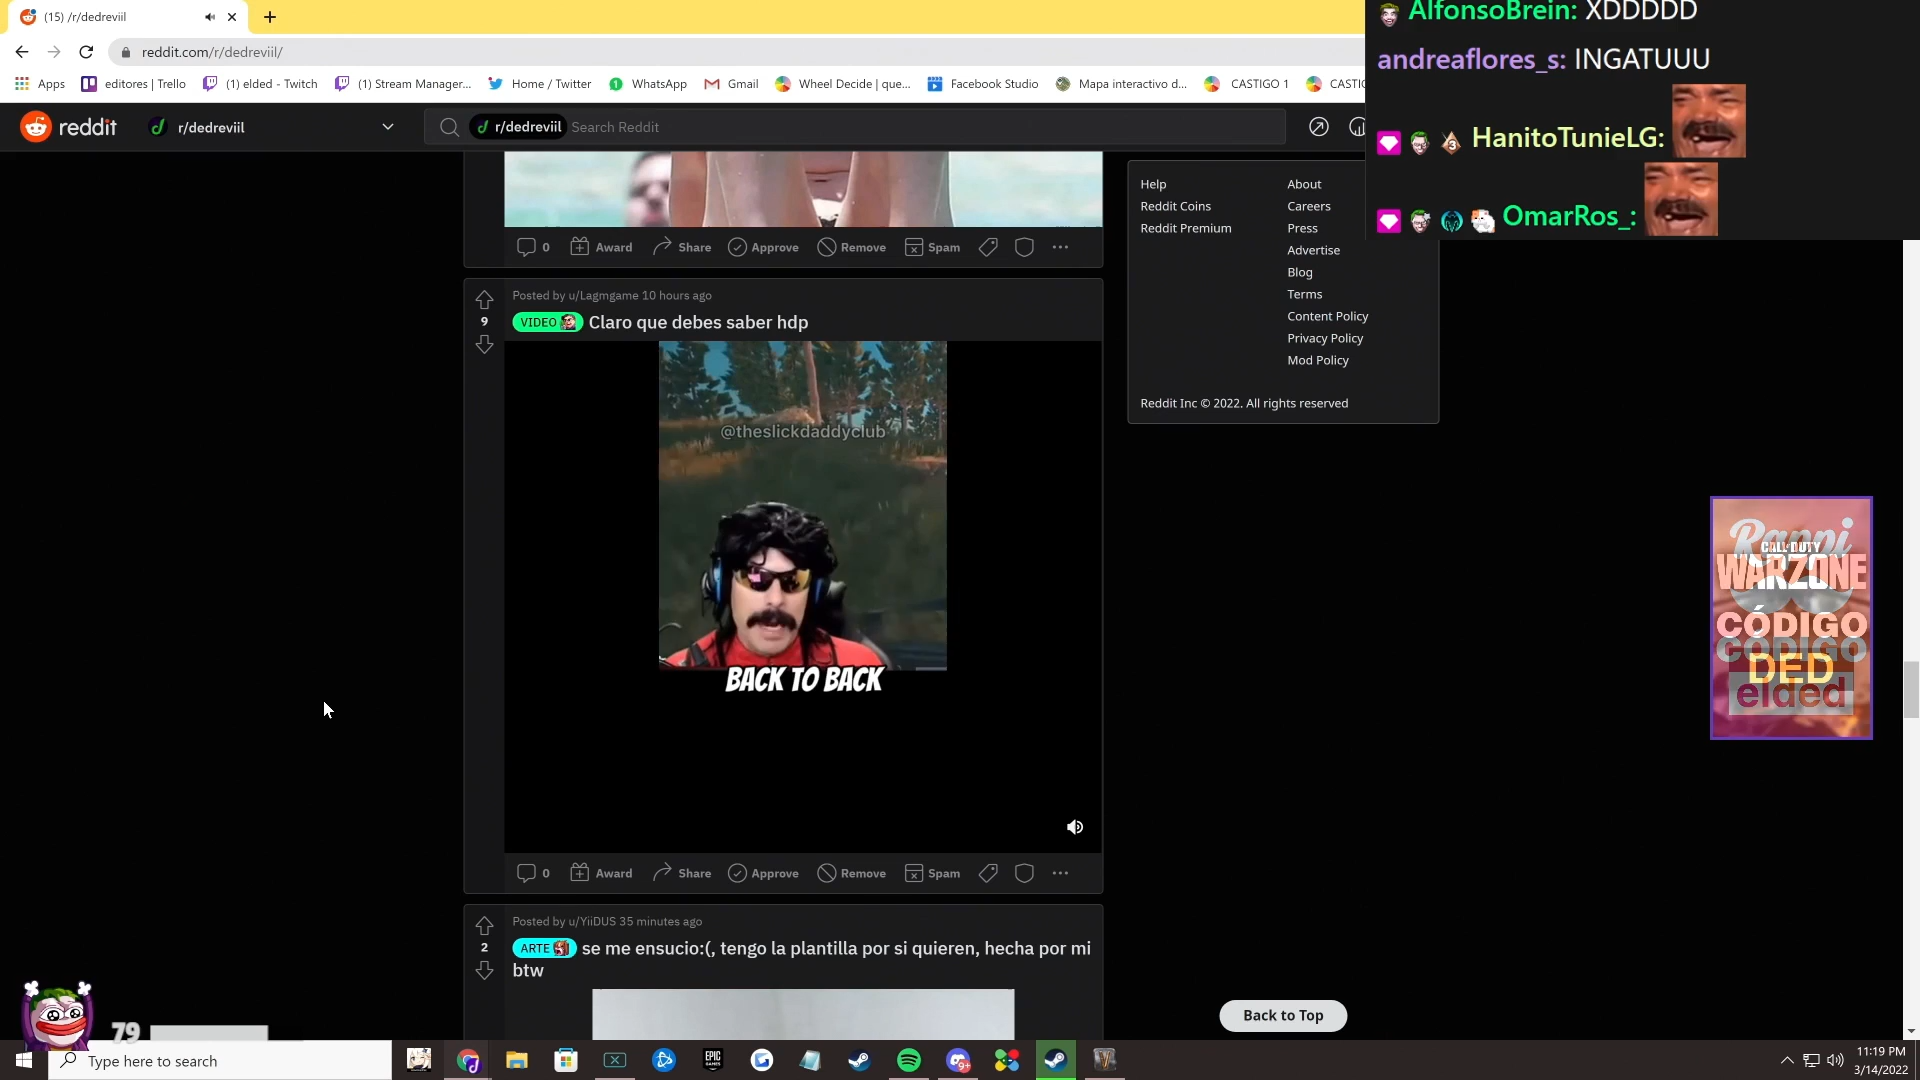 (15) /r/dedreviil
reddit.com/r/dedreviil/
Apps
editores | Trello
(1) elded - Twitch
(1) Stream Manager...
Home / Twitter
WhatsApp
Gmail
Wheel Decide | que...
Facebook Studio
Mapa interactivo d...
CASTIGO 1
AlfonsoBrein: XDDDDD
andreaflores_s: INGATUUU
3 HanitoTunieLG:
OmarRos_:
reddit
r/dedreviil
r/dedreviil Search Reddit
0 Award Share Approve Remove Spam
Help
Reddit Coins
Reddit Premium
About
Careers
Press
Advertise
Blog
Terms
Content Policy
Privacy Policy
Mod Policy
Reddit Inc © 2022. All rights reserved
Posted by u/Lagmgame 10 hours ago
9
VIDEO Claro que debes saber hdp
@theslickdaddyclub
BACK TO BACK
0 Award Share Approve Remove Spam
Posted by u/YiiDUS 35 minutes ago
2
ARTE se me ensucio:(, tengo la plantilla por si quieren, hecha por mi
btw
Back to Top
Rappi
CALL OF DUTY
WARZONE
CÓDIGO
CÓDIGO
DED
elded
79
Type here to search
EPIC
GAMES
9+
11:19 PM
3/14/2022